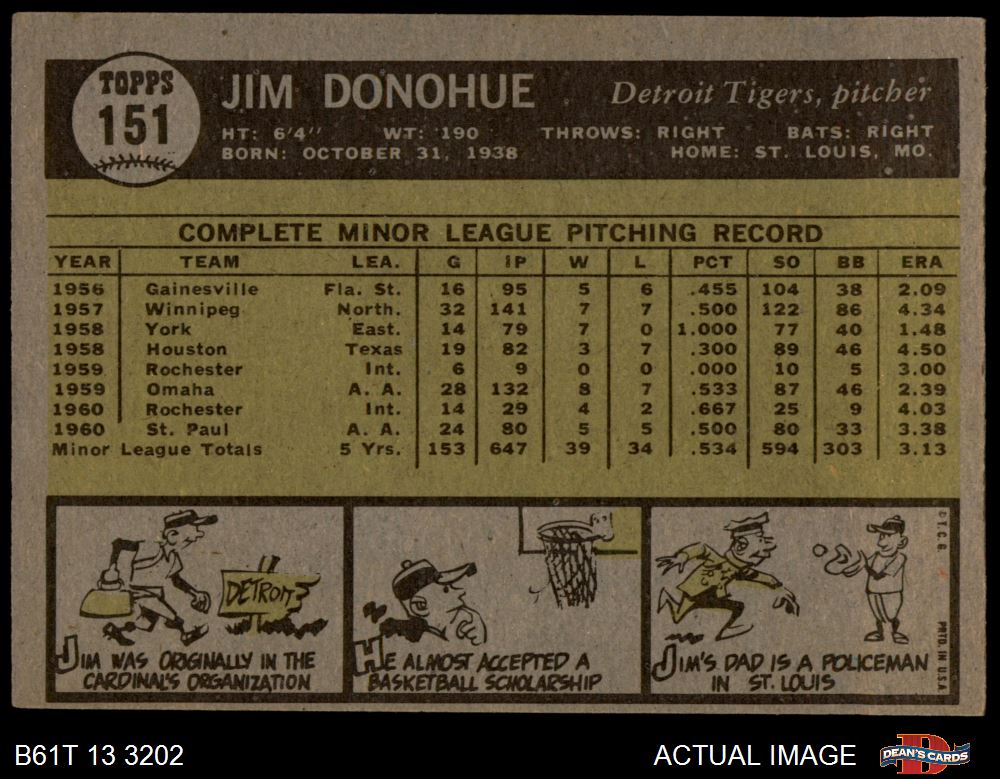 TOPPS
151
JIM DONOHUE Detroit Tigers, pitcher
HT: 6'4" WT: 190 THROWS: RIGHT BATS: RIGHT
BORN: OCTOBER 31, 1938 HOME: ST. LOUIS, MO.
COMPLETE MINOR LEAGUE PITCHING RECORD
YEAR TEAM LEA. G IP W L PCT SO BB ERA
1956 Gainesville Fla. St. 16 95 5 6 .455 104 38 2.09
1957 Winnipeg North. 32 141 7 7 .500 122 86 4.34
1958 York East. 14 79 7 0 1.000 77 40 1.48
1958 Houston Texas 19 82 3 7 .300 89 46 4.50
1959 Rochester Int. 6 9 0 0 .000 10 5 3.00
1959 Omaha A. A. 28 132 8 7 .533 87 46 2.39
1960 Rochester Int. 14 29 4 2 .667 25 9 4.03
1960 St. Paul A. A. 24 80 5 5 .500 80 33 3.38
Minor League Totals 5 Yrs. 153 647 39 34 .534 594 303 3.13
DETROIT
JIM WAS ORIGINALLY IN THE
CARDINAL'S ORGANIZATION
HE ALMOST ACCEPTED A
BASKETBALL SCHOLARSHIP
JIM'S DAD IS A POLICEMAN
IN ST. LOUIS
© T. C. G. PRTD. IN U.S.A.
B61T 13 3202 ACTUAL IMAGE DEAN'S CARDS